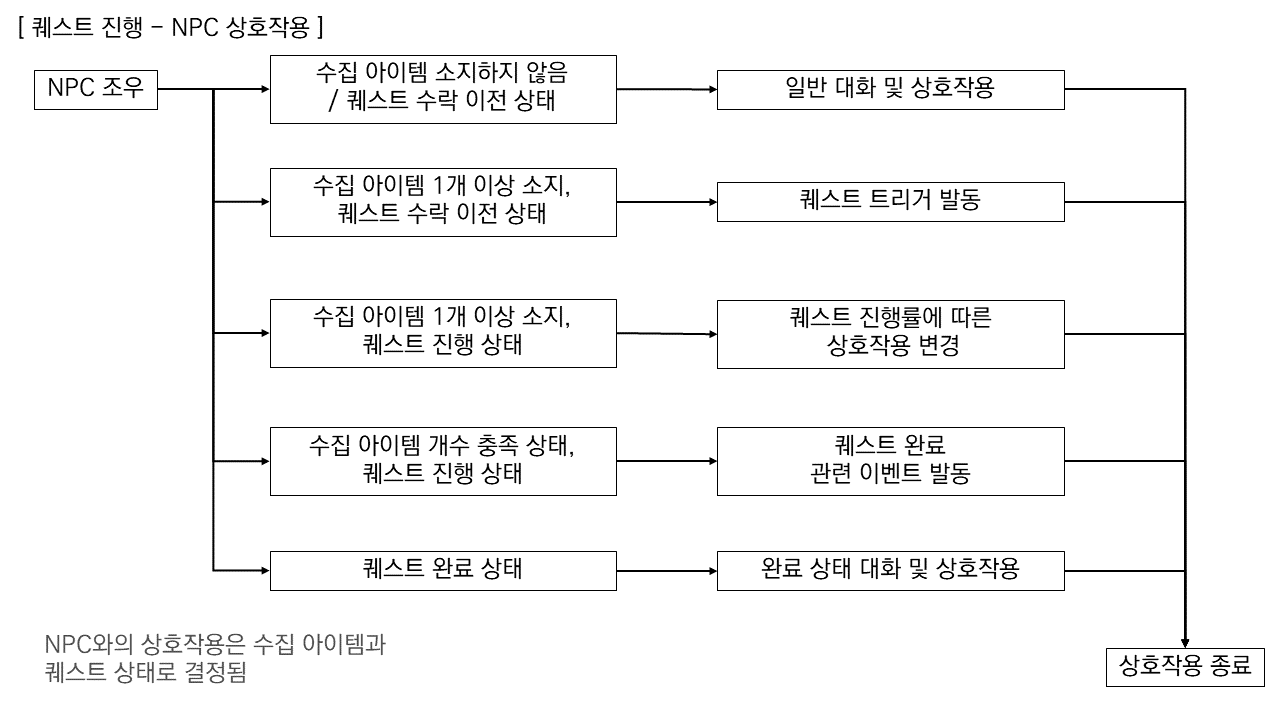 [ 퀘스트 진행 – NPC 상호작용 ]
NPC 조우
수집 아이템 소지하지 않음
/ 퀘스트 수락 이전 상태
일반 대화 및 상호작용
수집 아이템 1개 이상 소지,
퀘스트 수락 이전 상태
퀘스트 트리거 발동
수집 아이템 1개 이상 소지,
퀘스트 진행 상태
퀘스트 진행률에 따른
상호작용 변경
수집 아이템 개수 충족 상태,
퀘스트 진행 상태
퀘스트 완료
관련 이벤트 발동
퀘스트 완료 상태
완료 상태 대화 및 상호작용
NPC와의 상호작용은 수집 아이템과
퀘스트 상태로 결정됨
상호작용 종료